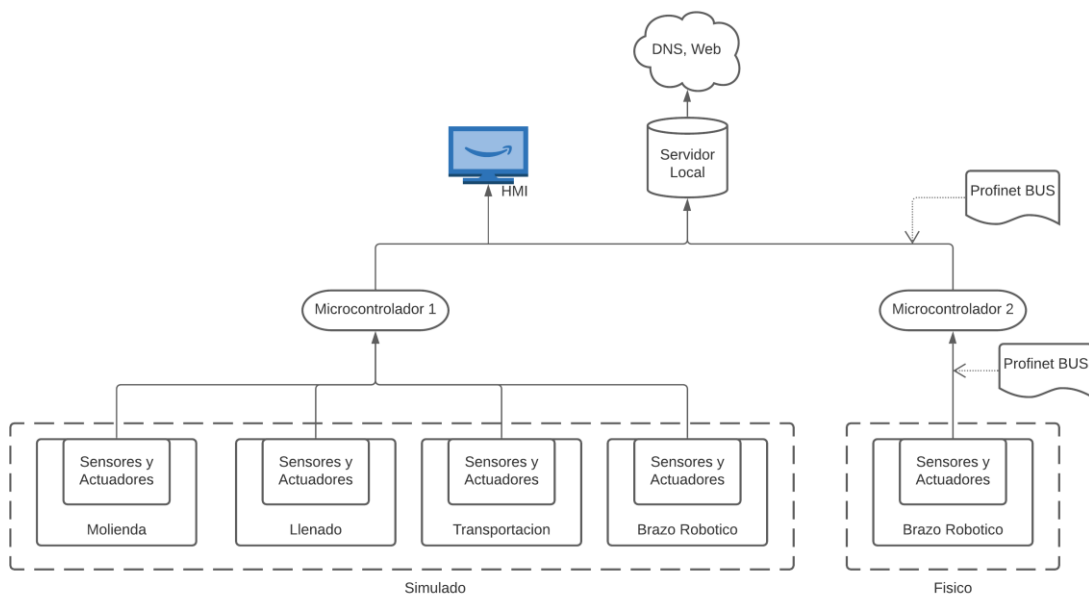 DNS, Web
Servidor
Local
HMI
Profinet BUS
Microcontrolador 1
Microcontrolador 2
Profinet BUS
Sensores y
Actuadores
Molienda
Sensores y
Actuadores
Llenado
Sensores y
Actuadores
Transportacion
Sensores y
Actuadores
Brazo Robotico
Sensores y
Actuadores
Brazo Robotico
Simulado
Fisico